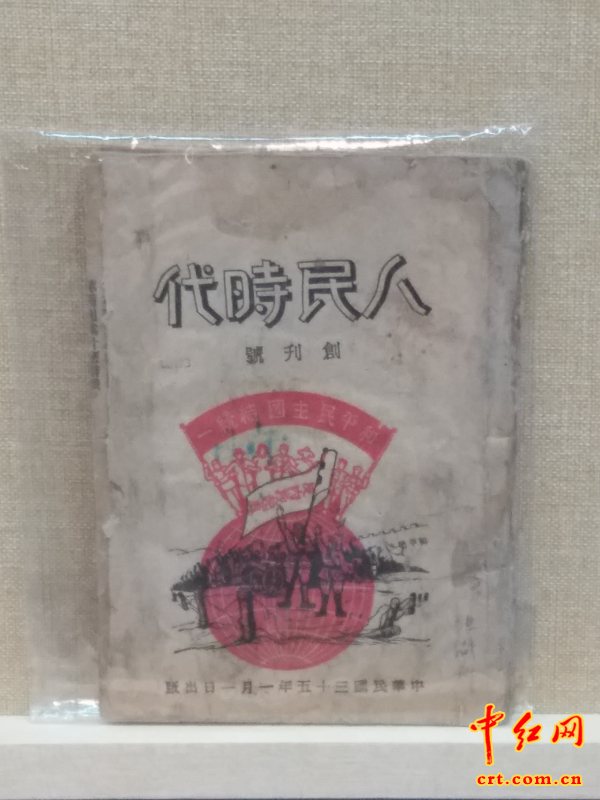 人民時代
創刊號
和平民主團結統一
中華民國三十五年一月一日出版
中红网
crt.com.cn